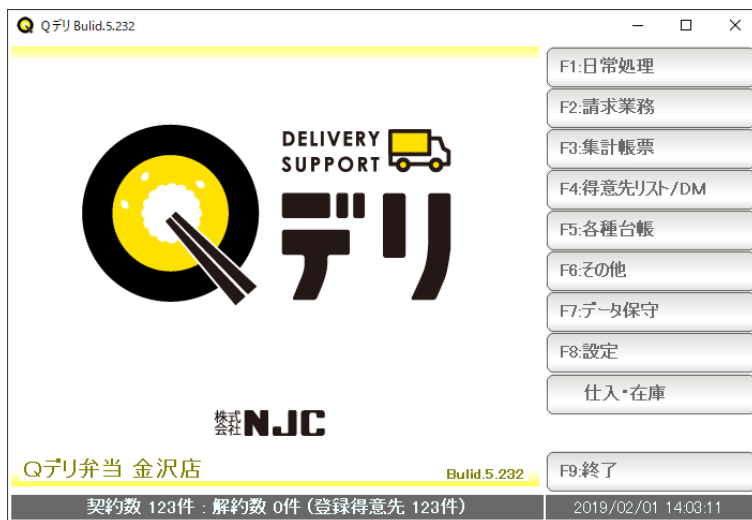 Qデリ Bulid.5.232
DELIVERY
SUPPORT
Qデリ
株式会社NJC
Qデリ弁当 金沢店
Bulid.5.232
契約数 123件 : 解約数 0件 (登録得意先 123件)
F1:日常処理
F2:請求業務
F3:集計帳票
F4:得意先リスト/DM
F5:各種台帳
F6:その他
F7:データ保守
F8:設定
仕入・在庫
F9:終了
2019/02/01 14:03:11